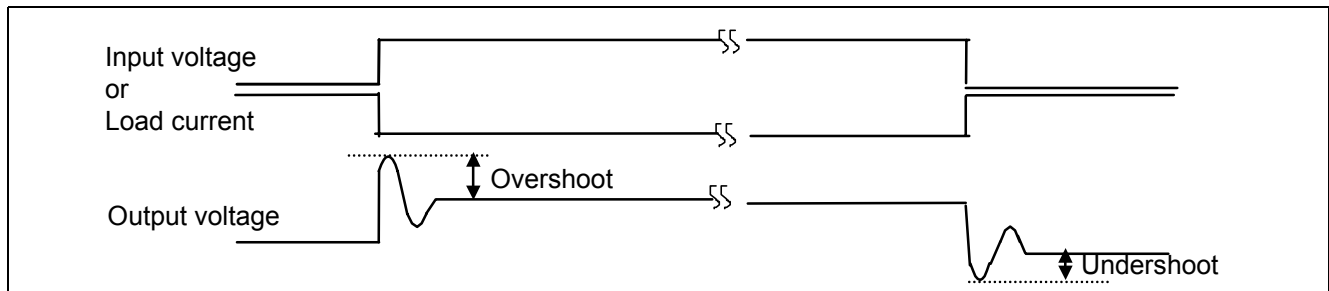 Input voltage
or
Load current
Overshoot
Output voltage
Undershoot